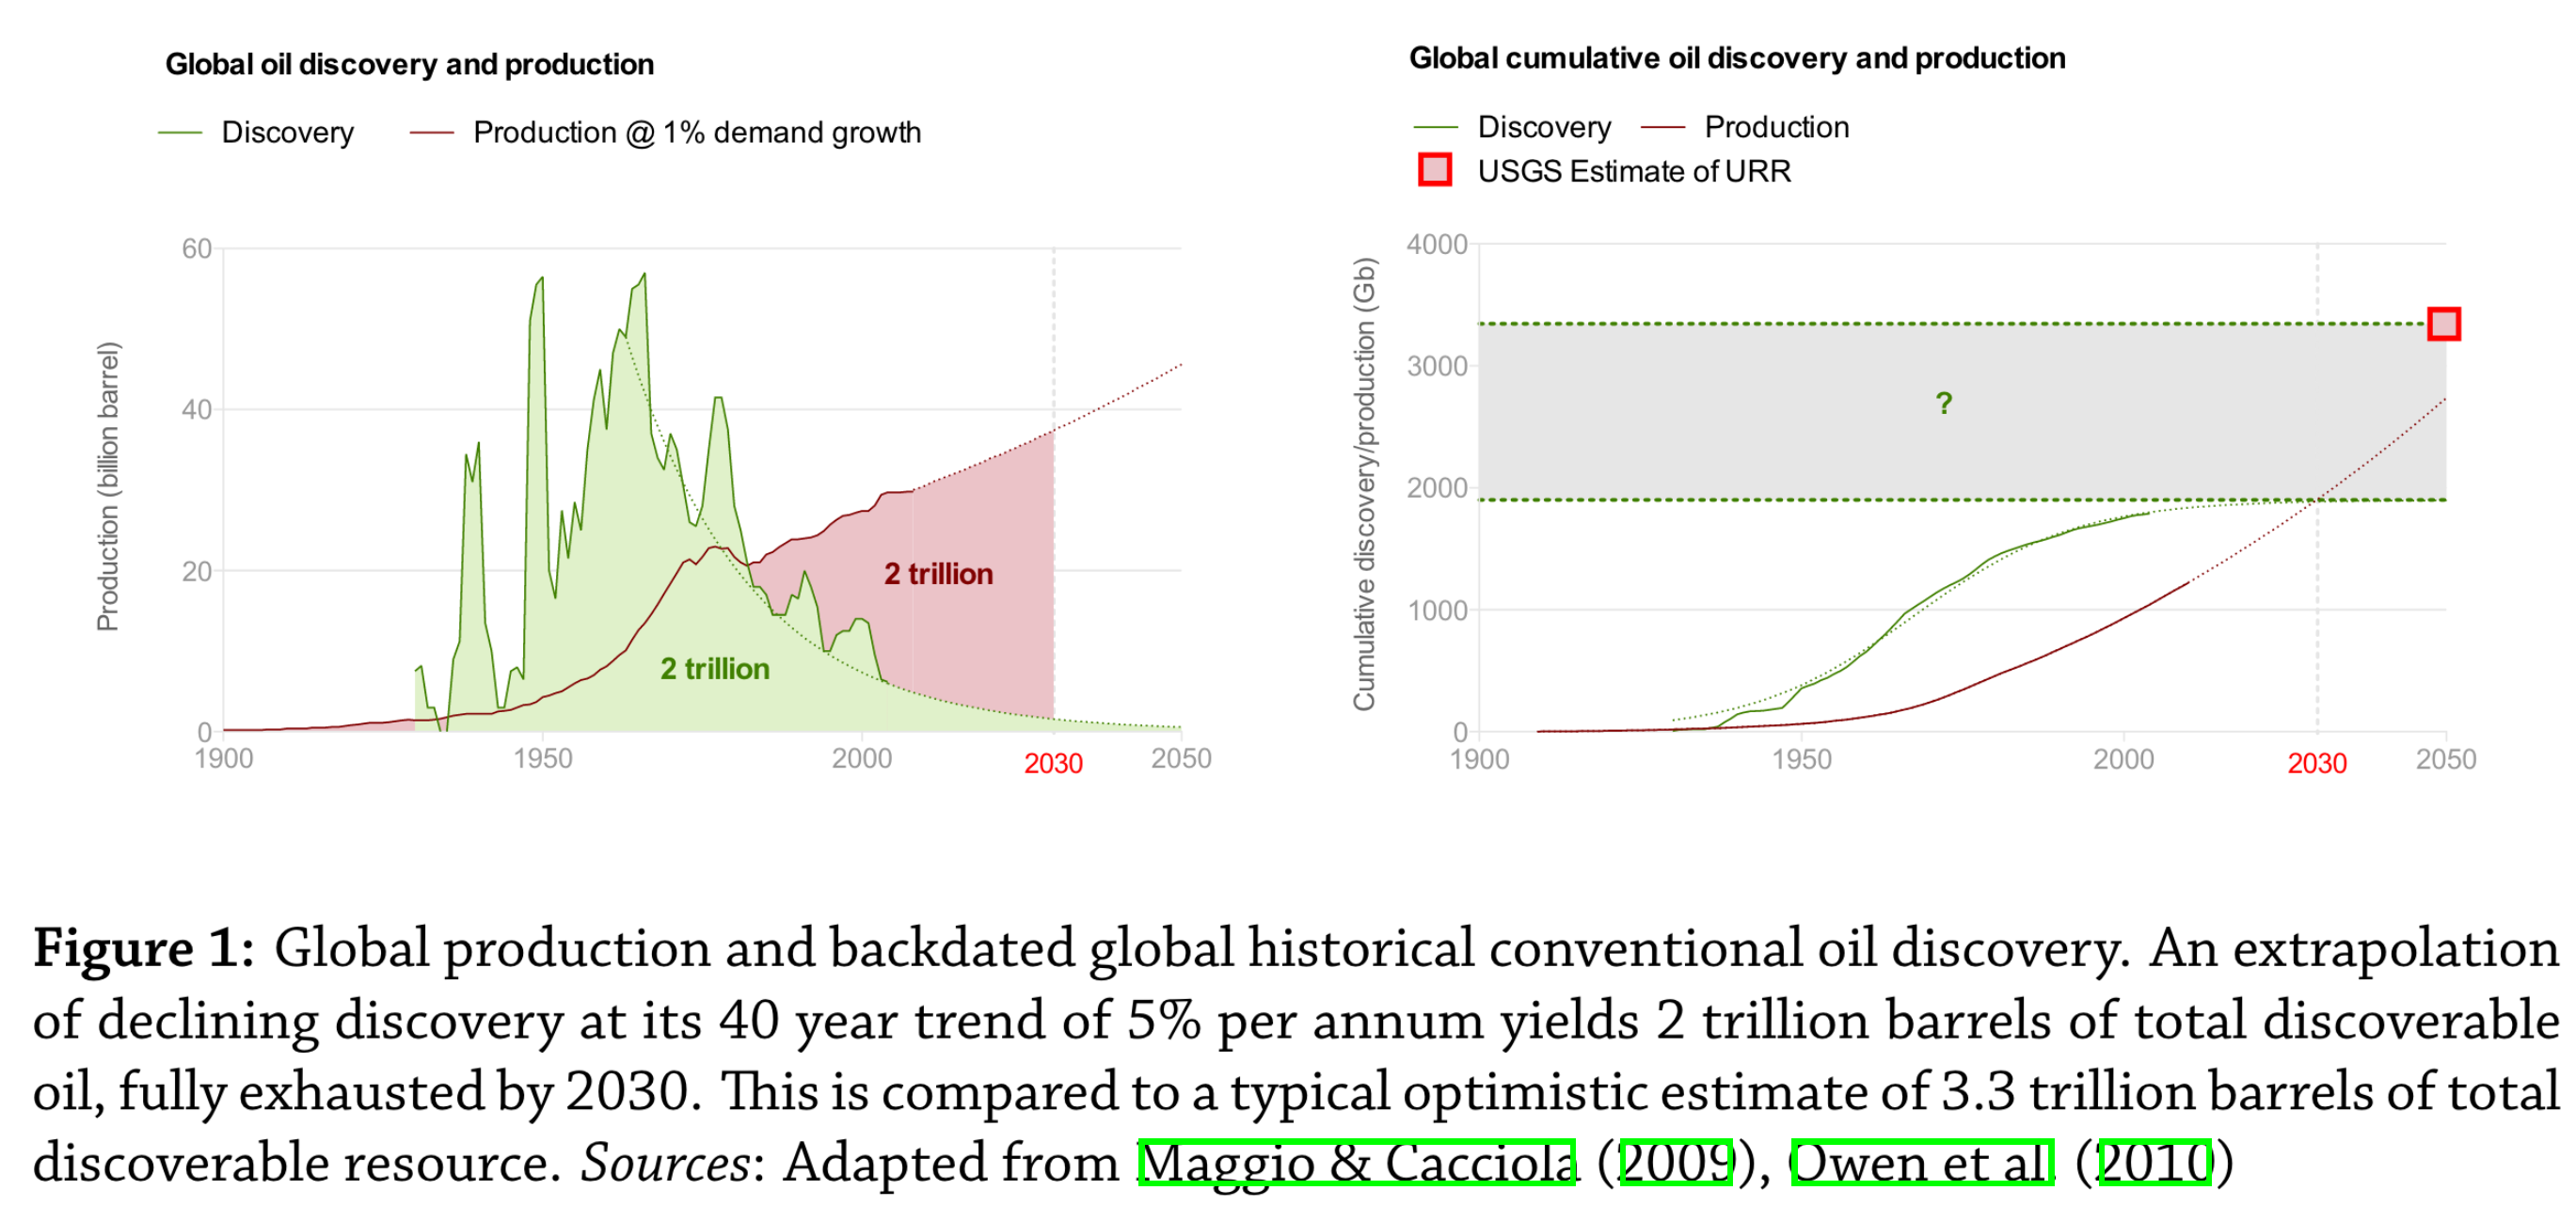 Global oil discovery and production
Discovery
Production @ 1% demand growth
60
40
20
0
Production (billion barrel)
2 trillion
2 trillion
1900
1950
2000
2030
2050
Global cumulative oil discovery and production
Discovery
Production
USGS Estimate of URR
4000
3000
2000
1000
0
Cumulative discovery/production (Gb)
?
1900
1950
2000
2030
2050
Figure 1: Global production and backdated global historical conventional oil discovery. An extrapolation
of declining discovery at its 40 year trend of 5% per annum yields 2 trillion barrels of total discoverable
oil, fully exhausted by 2030. This is compared to a typical optimistic estimate of 3.3 trillion barrels of total
discoverable resource. Sources: Adapted from Maggio & Cacciola (2009), Owen et al. (2010)